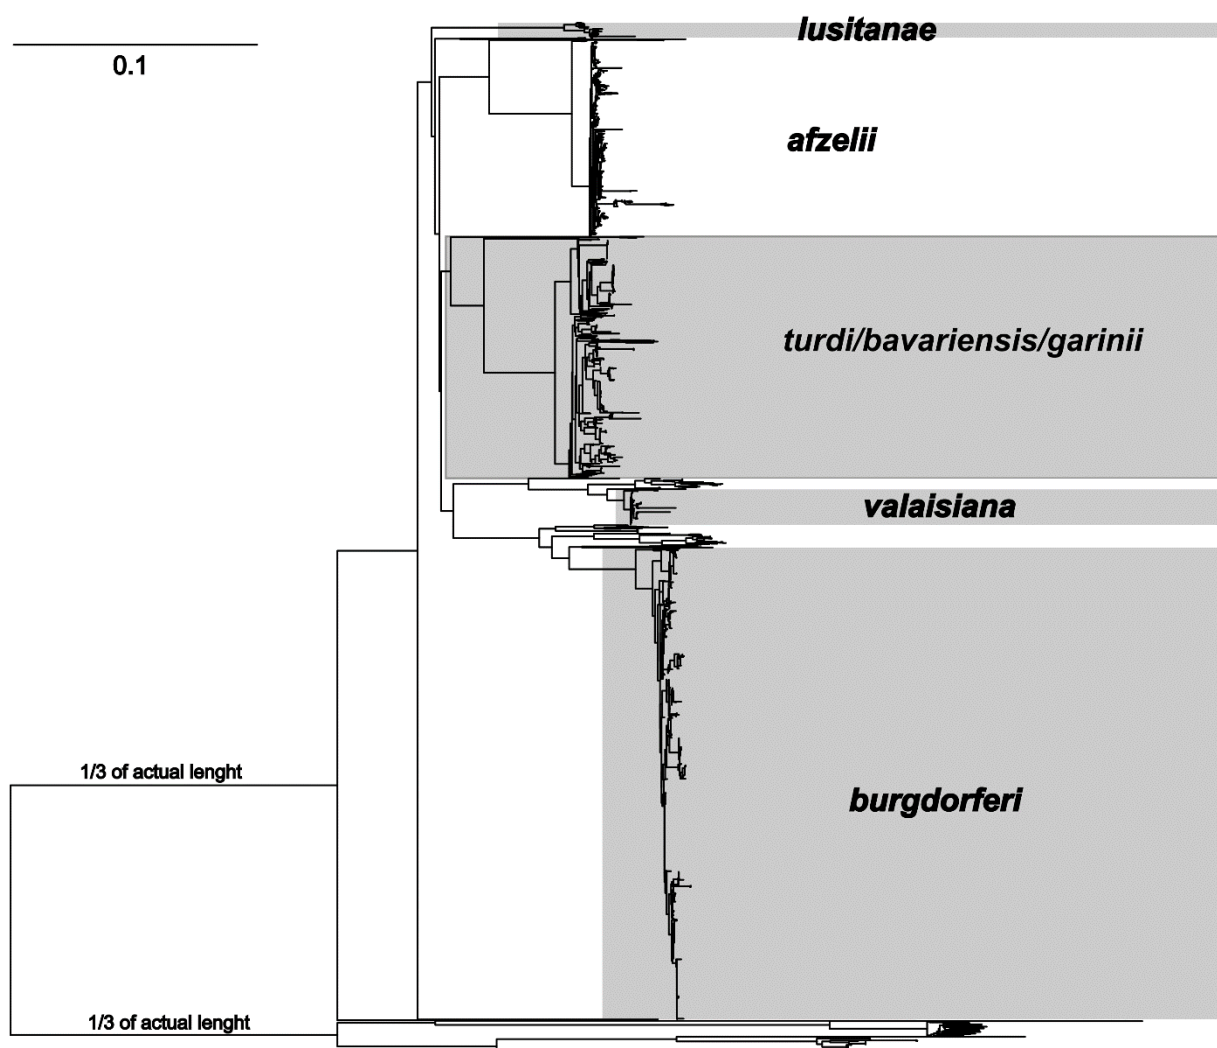 lusitanae
0.1
afzelii
turdi/bavariensis/garinii
valaisiana
1/3 of actual lenght
burgdorferi
1/3 of actual lenght